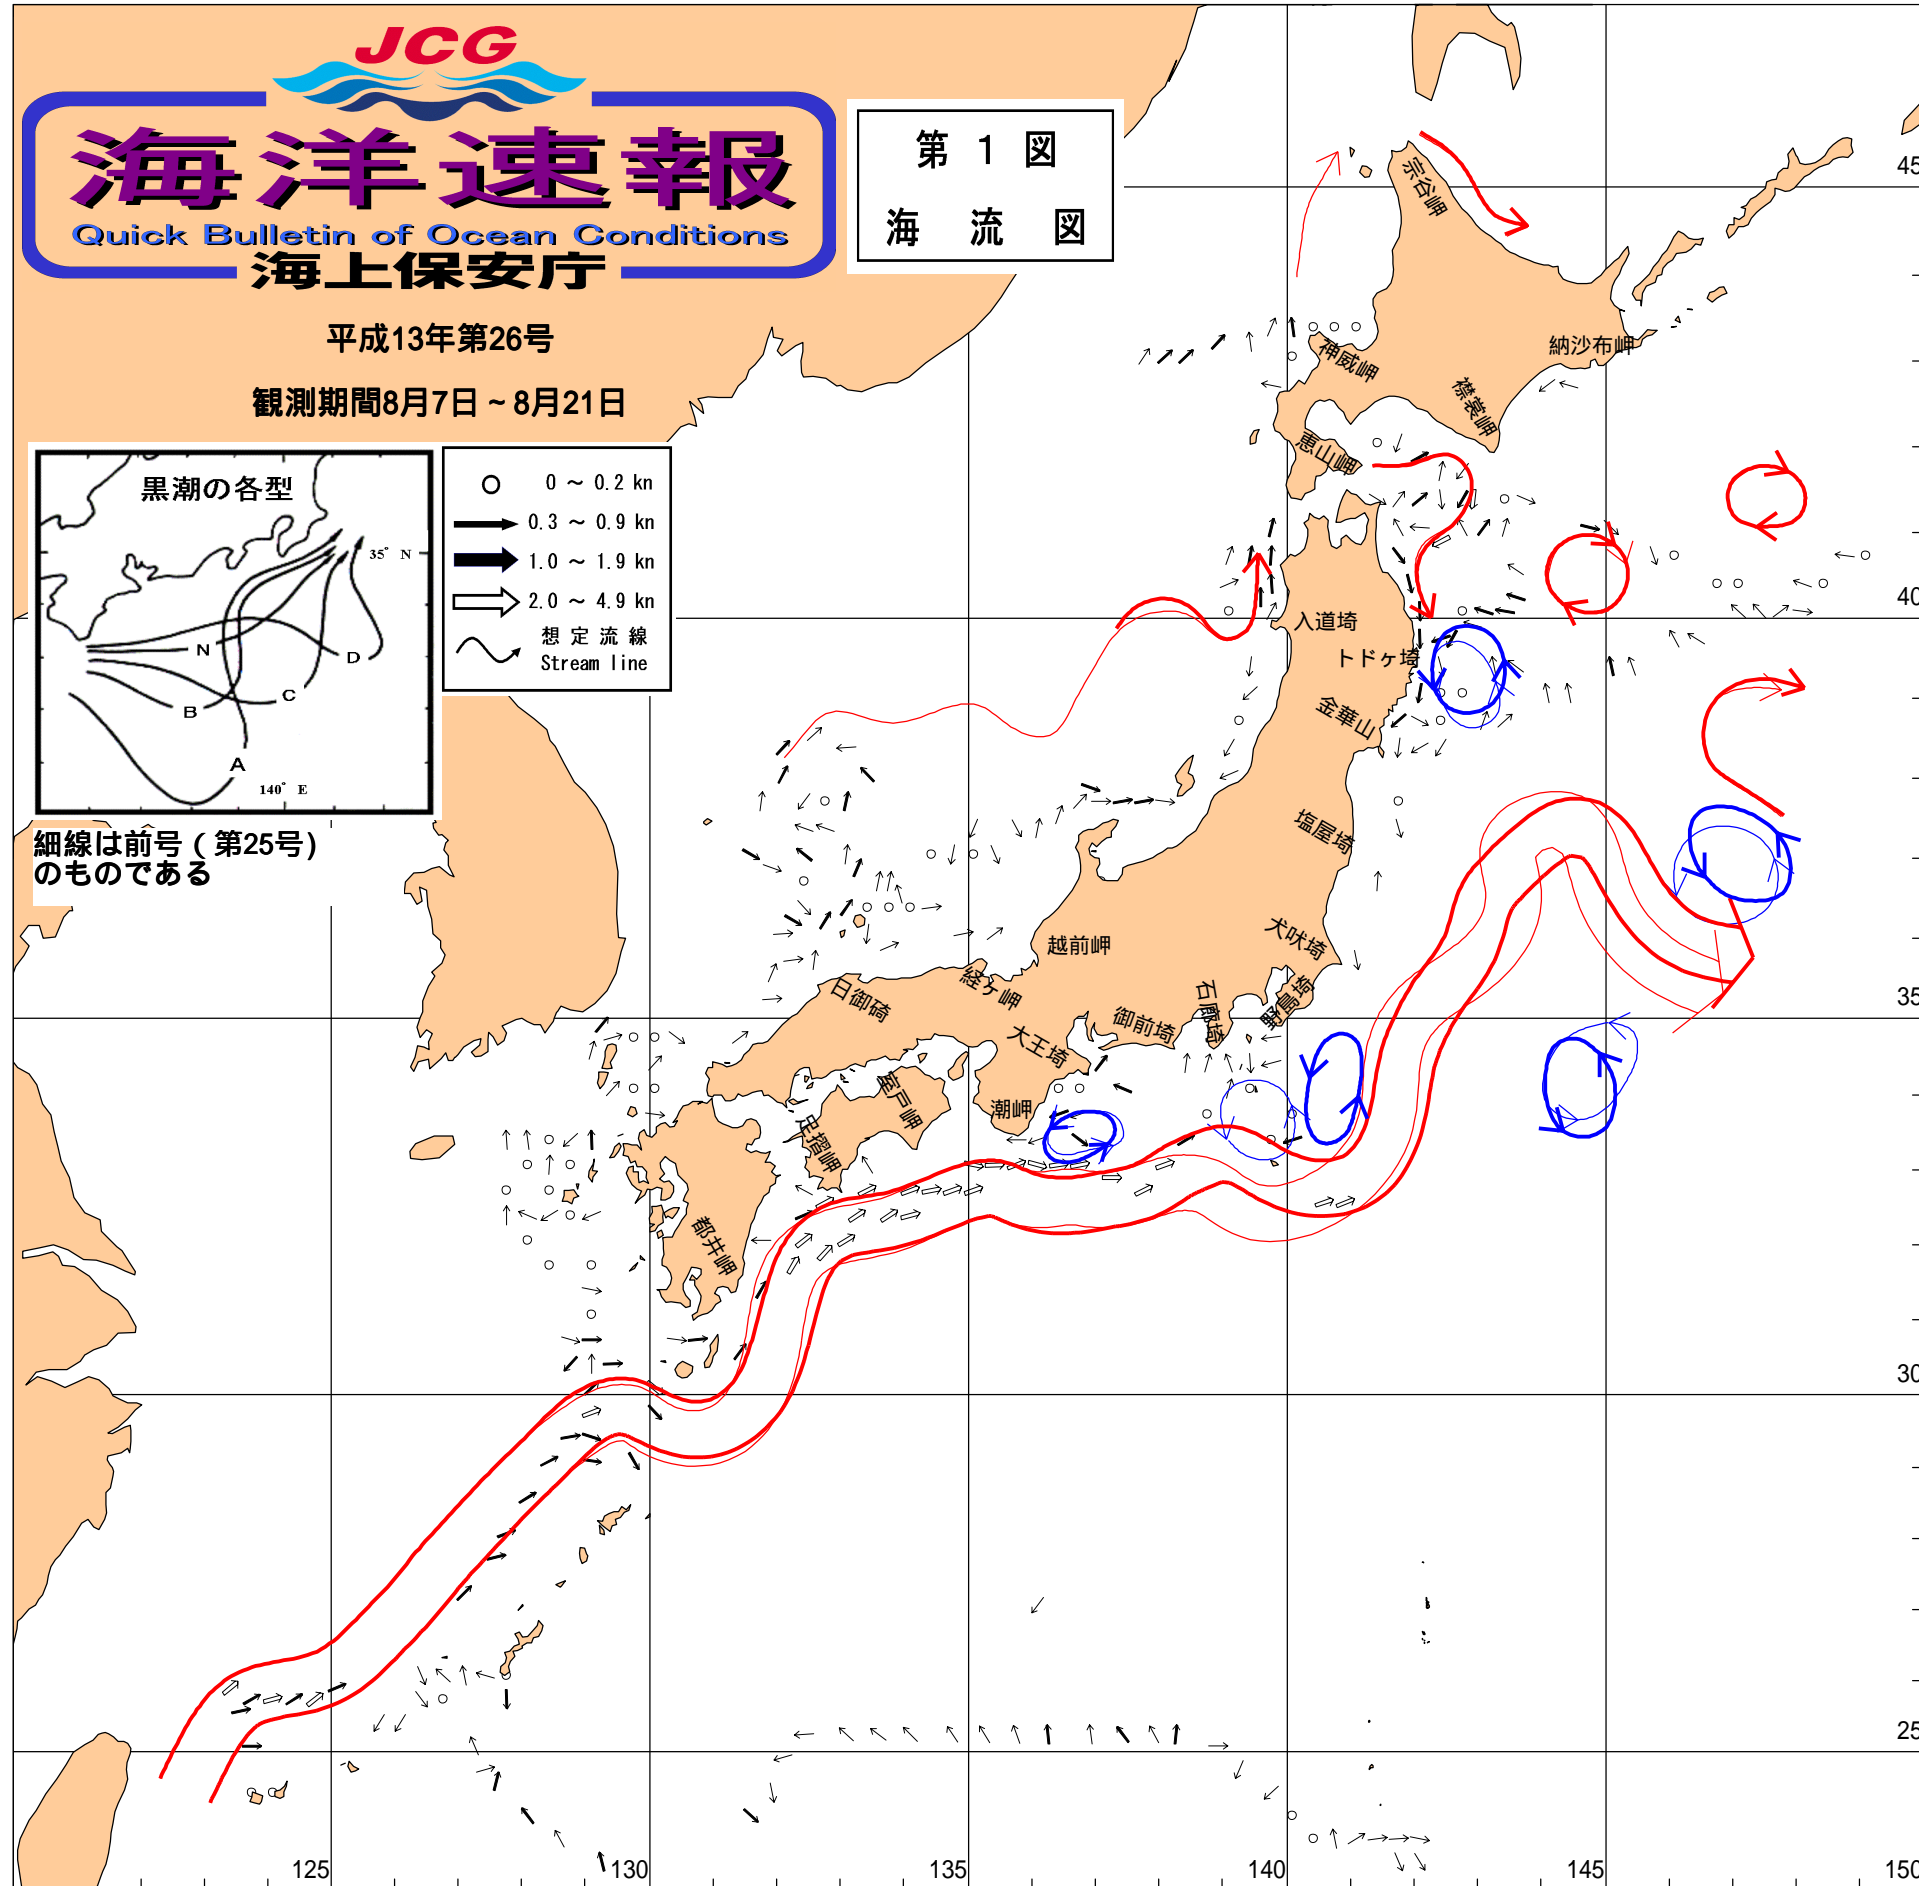 JCG
海洋速報
Quick Bulletin of Ocean Conditions
海上保安庁
平成13年第26号
観測期間8月7日～8月21日
第 1 図
海 流 図
黒潮の各型
35° N
N
D
C
B
A
140° E
0 ～ 0.2 kn
0.3 ～ 0.9 kn
1.0 ～ 1.9 kn
2.0 ～ 4.9 kn
想定流線
Stream line
細線は前号(第25号)
のものである
宗谷岬
納沙布岬
神威岬
襟裳岬
恵山岬
入道埼
トドヶ埼
金華山
塩屋埼
犬吠埼
越前岬
経ヶ岬
日御碕
石廊埼
野島埼
御前埼
大王埼
室戸岬
潮岬
足摺岬
都井岬
45
40
35
30
25
125
130
135
140
145
150